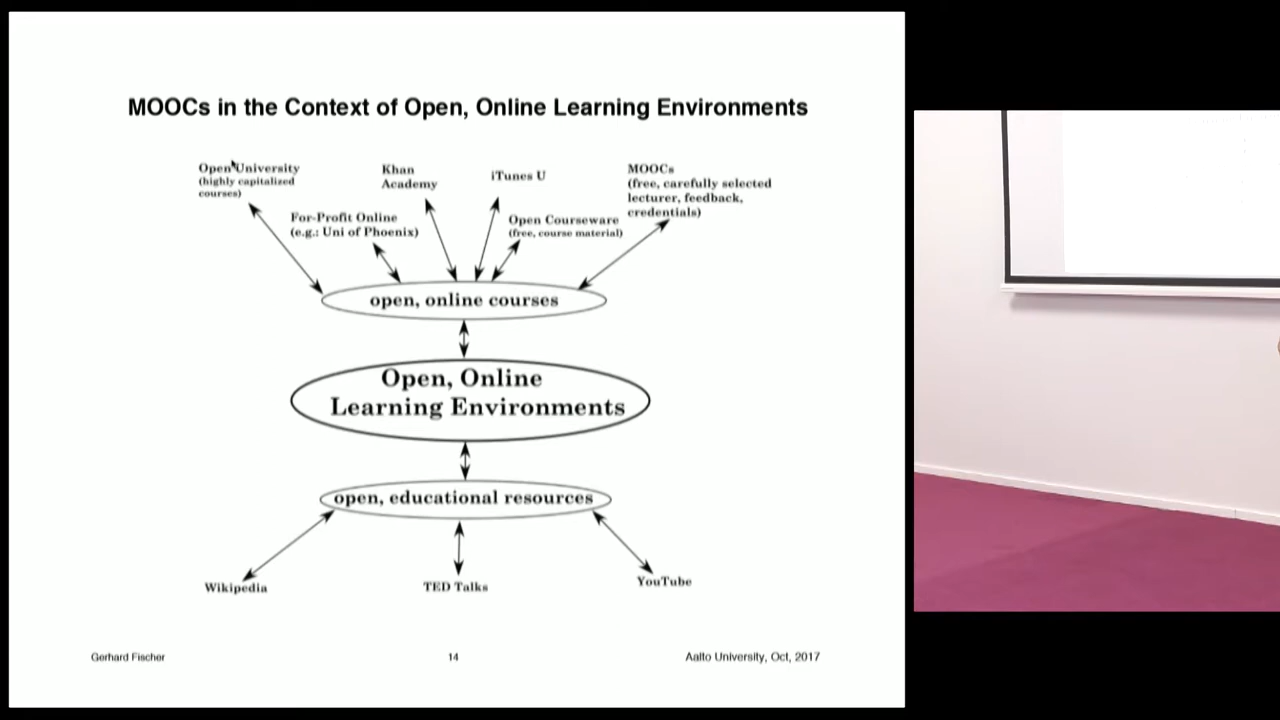 MOOCs in the Context of Open, Online Learning Environments
Open University
(highly capitalized
courses)
Khan
Academy
iTunes U
MOOCs
(free, carefully selected
lecturer, feedback,
credentials)
For-Profit Online
(e.g.: Uni of Phoenix)
Open Courseware
(free, course material)
open, online courses
Open, Online
Learning Environments
open, educational resources
Wikipedia
TED Talks
YouTube
Gerhard Fischer
14
Aalto University, Oct, 2017